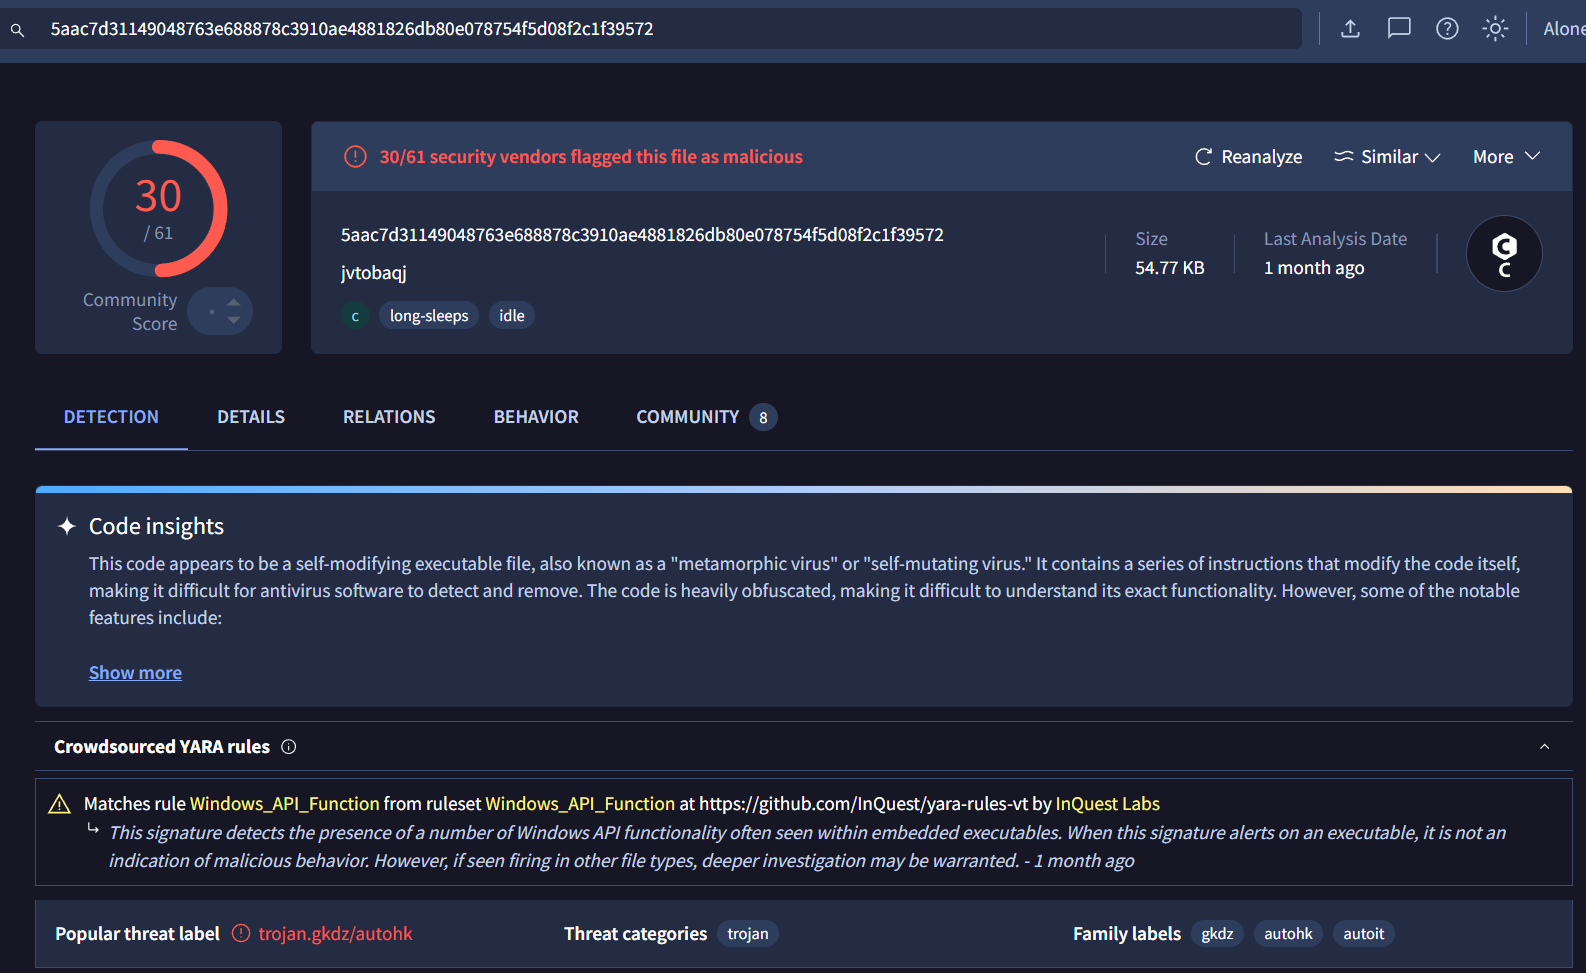 5aac7d31149048763e688878c3910ae4881826db80e078754f5d08f2c1f39572
Alone
30
/ 61
Community
Score
30/61 security vendors flagged this file as malicious
Reanalyze
Similar
More
5aac7d31149048763e688878c3910ae4881826db80e078754f5d08f2c1f39572
jvtobaqj
c
long-sleeps
idle
Size
54.77 KB
Last Analysis Date
1 month ago
C
C
DETECTION
DETAILS
RELATIONS
BEHAVIOR
COMMUNITY 8
Code insights
This code appears to be a self-modifying executable file, also known as a "metamorphic virus" or "self-mutating virus." It contains a series of instructions that modify the code itself,
making it difficult for antivirus software to detect and remove. The code is heavily obfuscated, making it difficult to understand its exact functionality. However, some of the notable
features include:
Show more
Crowdsourced YARA rules
Matches rule Windows_API_Function from ruleset Windows_API_Function at https://github.com/InQuest/yara-rules-vt by InQuest Labs
This signature detects the presence of a number of Windows API functionality often seen within embedded executables. When this signature alerts on an executable, it is not an
indication of malicious behavior. However, if seen firing in other file types, deeper investigation may be warranted. - 1 month ago
Popular threat label trojan.gkdz/autohk
Threat categories trojan
Family labels gkdz autohk autoit